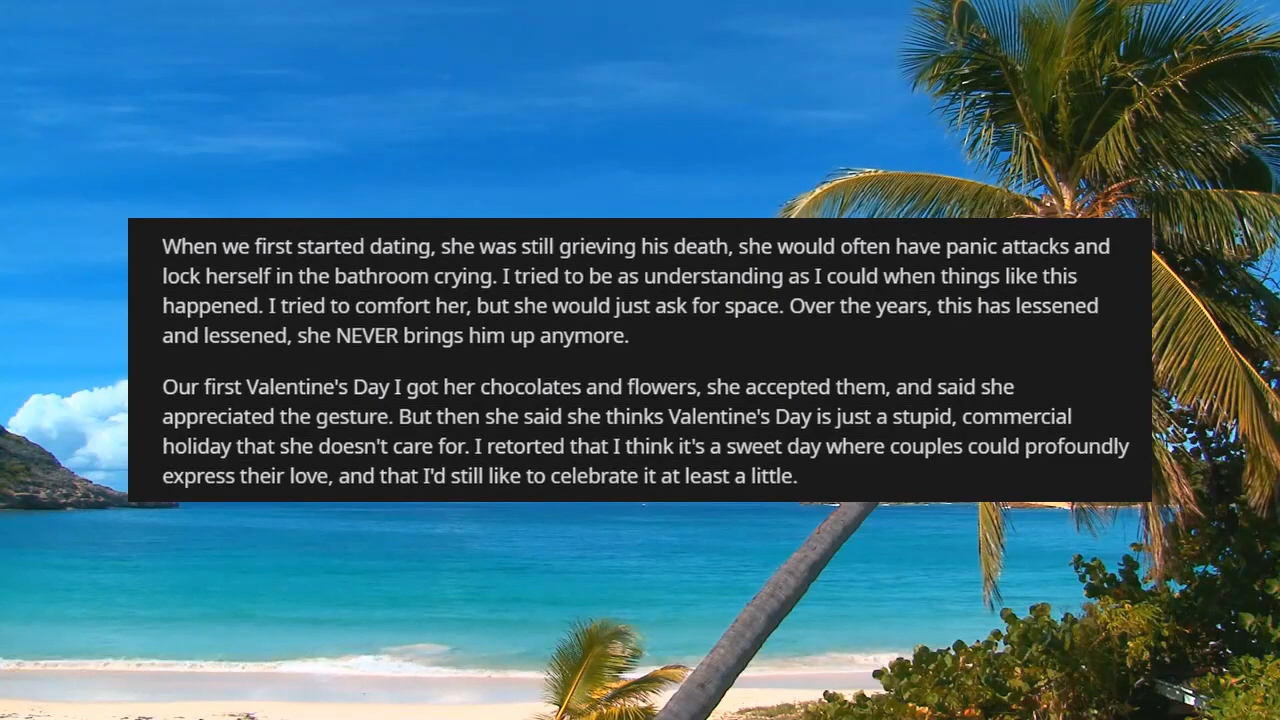 When we first started dating, she was still grieving his death, she would often have panic attacks and
lock herself in the bathroom crying. I tried to be as understanding as I could when things like this
happened. I tried to comfort her, but she would just ask for space. Over the years, this has lessened
and lessened, she NEVER brings him up anymore.
Our first Valentine's Day I got her chocolates and flowers, she accepted them, and said she
appreciated the gesture. But then she said she thinks Valentine's Day is just a stupid, commercial
holiday that she doesn't care for. I retorted that I think it's a sweet day where couples could profoundly
express their love, and that I'd still like to celebrate it at least a little.